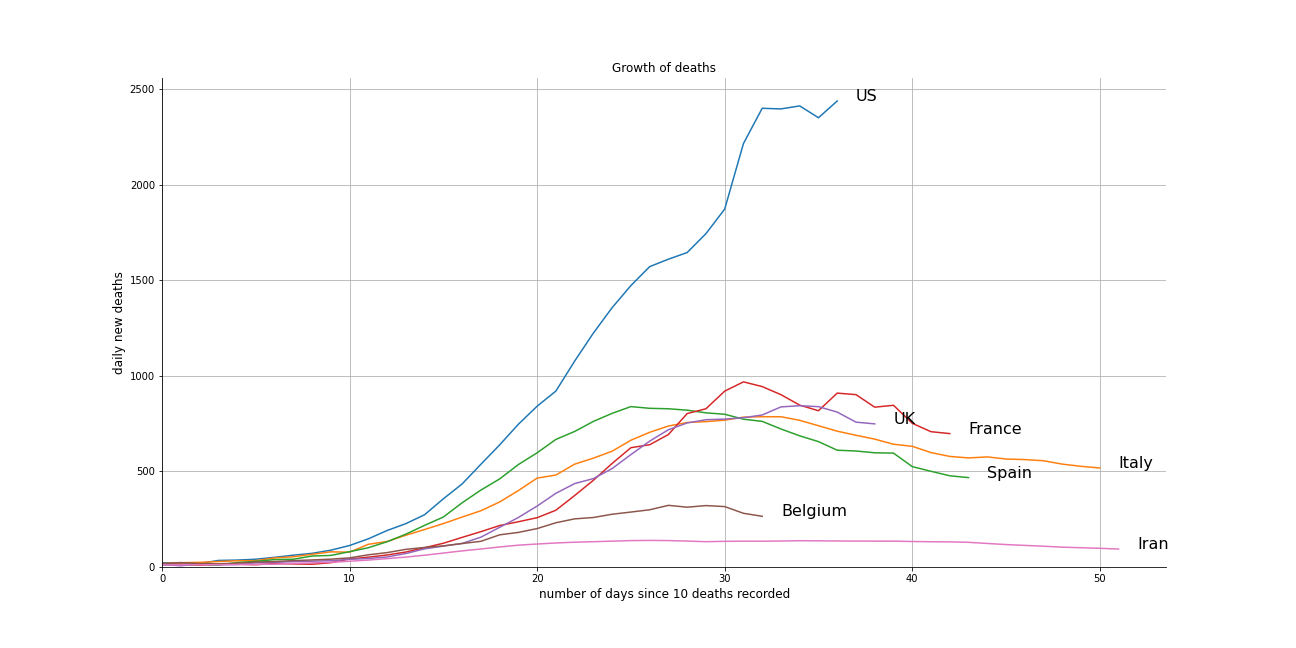 Growth of deaths
2500
US
2000
1500
daily new deaths
1000
UK
France
500
Italy
Spain
Belgium
Iran
0
0 10 20 30 40 50
number of days since 10 deaths recorded